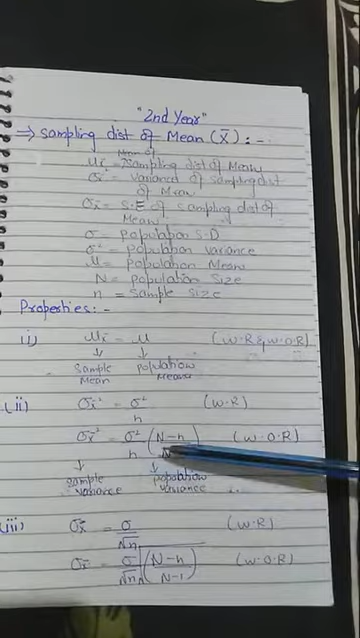 "2nd Year"
⇒ Sampling dist of Mean (X̄) : -
Mean of
μx̄ = Sampling dist of Mean
σx̄² = Variance of sampling dist
of Mean
σx̄ = S.E of sampling dist of
Mean
σ = population S.D
σ² = population variance
μ = population Mean
N = population Size
n = sample size
Properties : -
i) μx̄ = μ (W.R & W.O.R)
↓ ↓
Sample population
Mean Mean
(ii) σx̄² = σ²/n (W.R)
σx̄² = σ²/n (N-n/N (W.O.R)
↓ ↓
sample population
variance variance
(iii) σx̄ = σ/√n (W.R)
σx̄ = σ/√n √(N-n/N-1) (W.O.R)